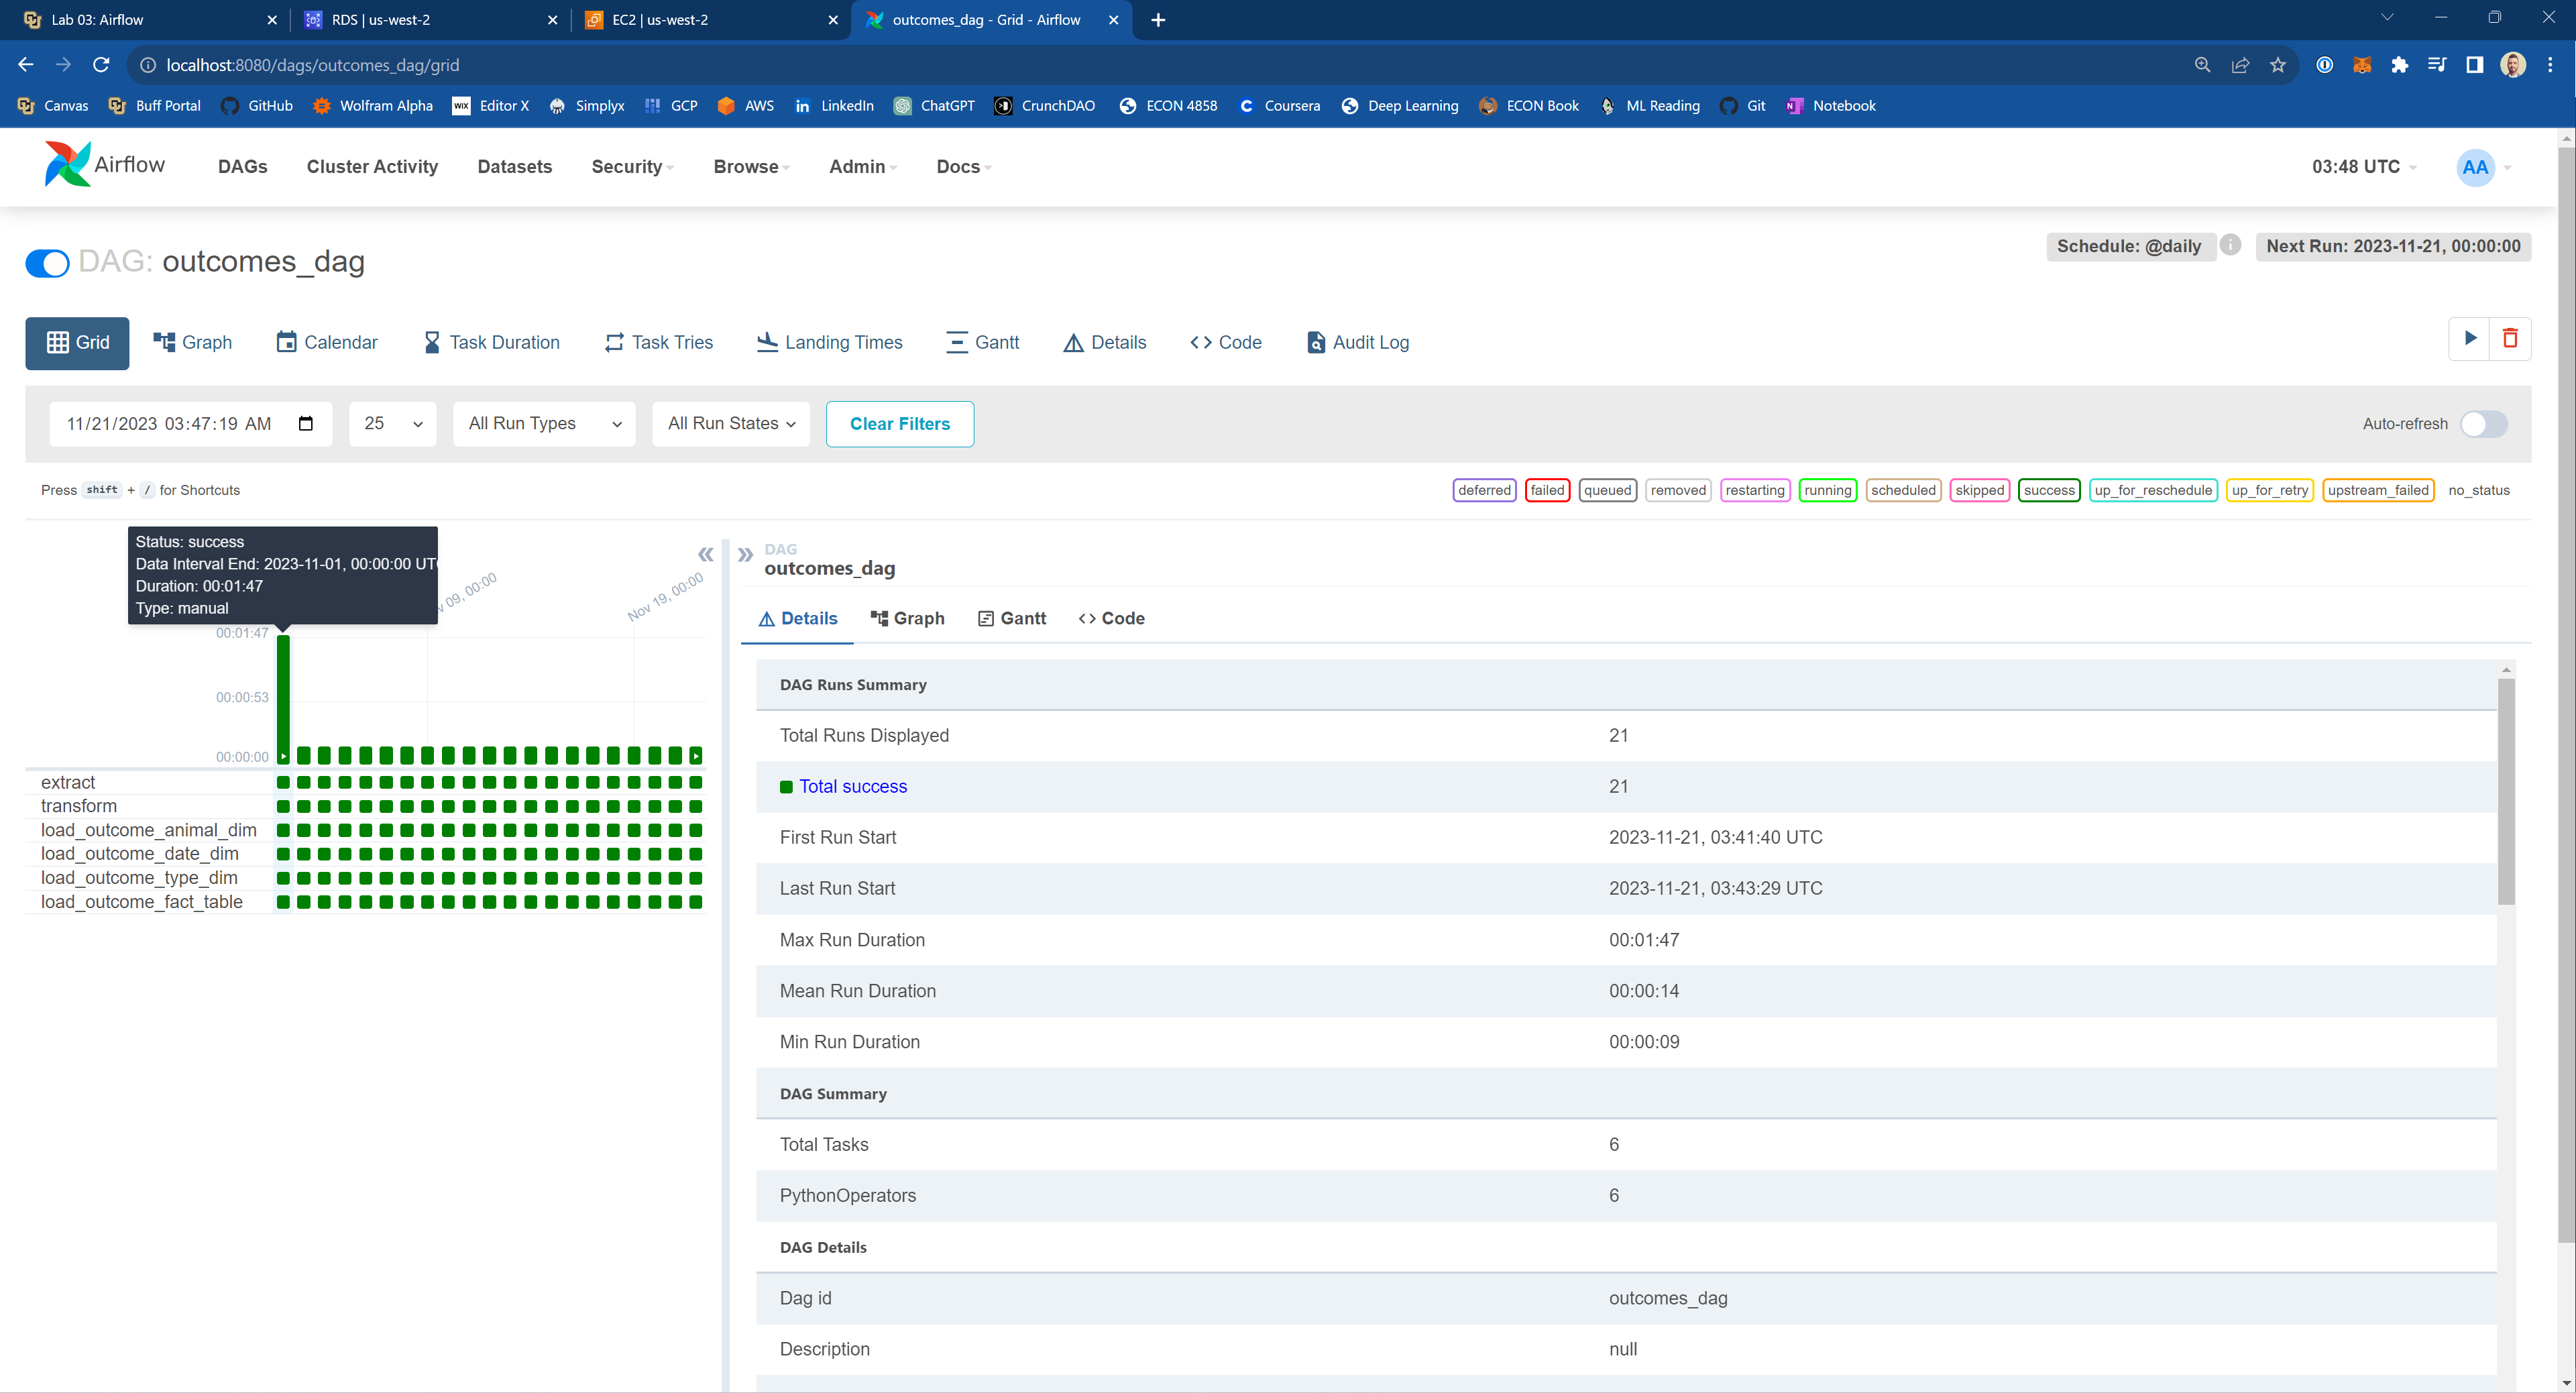 Lab 03: Airflow
RDS | us-west-2
EC2 | us-west-2
outcomes_dag - Grid - Airflow
localhost:8080/dags/outcomes_dag/grid
Canvas Buff Portal GitHub Wolfram Alpha WIX Editor X Simplyx GCP AWS in LinkedIn ChatGPT CrunchDAO ECON 4858 C Coursera Deep Learning ECON Book ML Reading Git N Notebook
Airflow DAGs Cluster Activity Datasets Security Browse Admin Docs 03:48 UTC AA
DAG: outcomes_dag Schedule: @daily i Next Run: 2023-11-21, 00:00:00
Grid Graph Calendar Task Duration Task Tries Landing Times Gantt Details Code Audit Log
11/21/2023 03:47:19 AM 25 All Run Types All Run States Clear Filters Auto-refresh
Press shift + / for Shortcuts deferred failed queued removed restarting running scheduled skipped success up_for_reschedule up_for_retry upstream_failed no_status
Status: success
Data Interval End: 2023-11-01, 00:00:00 UT
Duration: 00:01:47
Type: manual
09, 00:00
Nov 19, 00:00
00:01:47
00:00:53
00:00:00
extract
transform
load_outcome_animal_dim
load_outcome_date_dim
load_outcome_type_dim
load_outcome_fact_table
DAG
outcomes_dag
Details Graph Gantt Code
DAG Runs Summary
Total Runs Displayed 21
Total success 21
First Run Start 2023-11-21, 03:41:40 UTC
Last Run Start 2023-11-21, 03:43:29 UTC
Max Run Duration 00:01:47
Mean Run Duration 00:00:14
Min Run Duration 00:00:09
DAG Summary
Total Tasks 6
PythonOperators 6
DAG Details
Dag id outcomes_dag
Description null